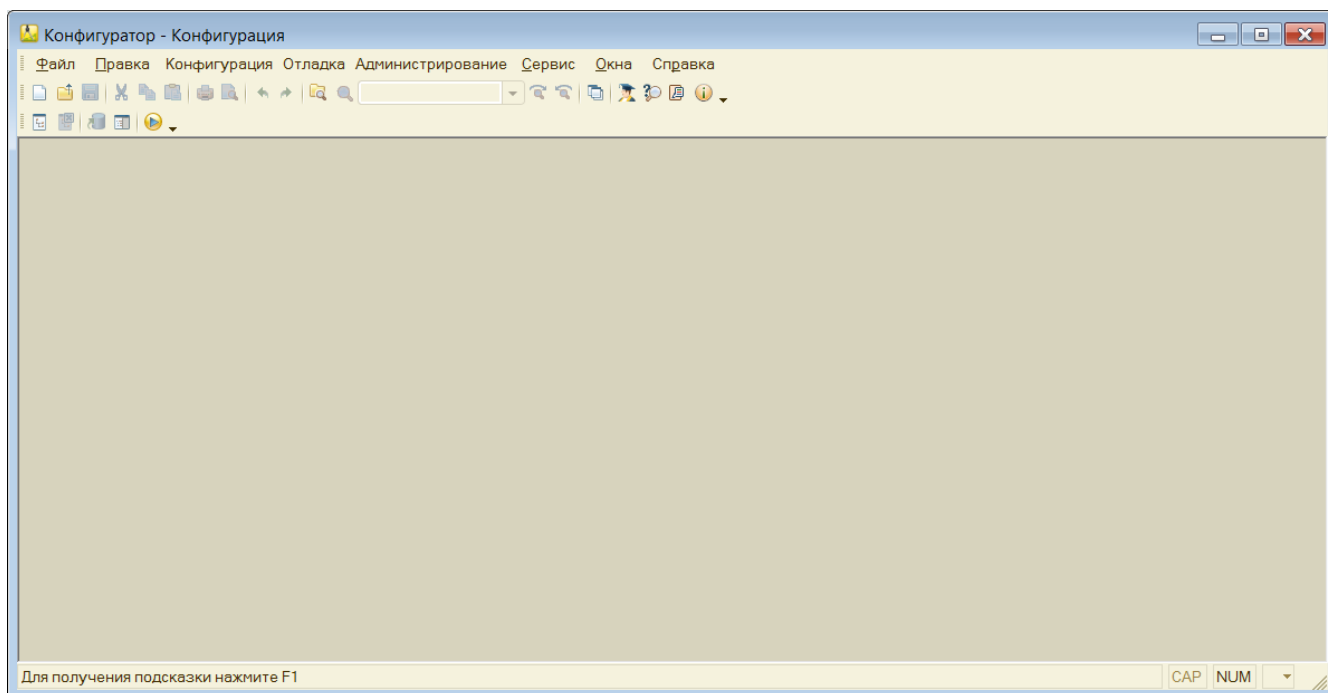 Конфигуратор - Конфигурация
Файл Правка Конфигурация Отладка Администрирование Сервис Окна Справка
Для получения подсказки нажмите F1 CAP NUM